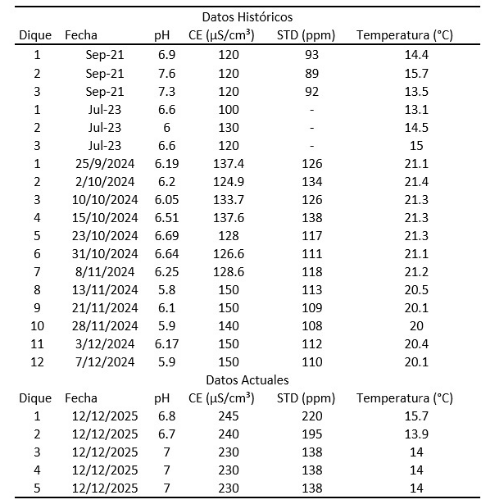 Datos Históricos
Dique Fecha pH CE (µS/cm³) STD (ppm) Temperatura (°C)
1 Sep-21 6.9 120 93 14.4
2 Sep-21 7.6 120 89 15.7
3 Sep-21 7.3 120 92 13.5
1 Jul-23 6.6 100 - 13.1
2 Jul-23 6 130 - 14.5
3 Jul-23 6.6 120 - 15
1 25/9/2024 6.19 137.4 126 21.1
2 2/10/2024 6.2 124.9 134 21.4
3 10/10/2024 6.05 133.7 126 21.3
4 15/10/2024 6.51 137.6 138 21.3
5 23/10/2024 6.69 128 117 21.3
6 31/10/2024 6.64 126.6 111 21.1
7 8/11/2024 6.25 128.6 118 21.2
8 13/11/2024 5.8 150 113 20.5
9 21/11/2024 6.1 150 109 20.1
10 28/11/2024 5.9 140 108 20
11 3/12/2024 6.17 150 112 20.4
12 7/12/2024 5.9 150 110 20.1
Datos Actuales
Dique Fecha pH CE (µS/cm³) STD (ppm) Temperatura (°C)
1 12/12/2025 6.8 245 220 15.7
2 12/12/2025 6.7 240 195 13.9
3 12/12/2025 7 230 138 14
4 12/12/2025 7 230 138 14
5 12/12/2025 7 230 138 14